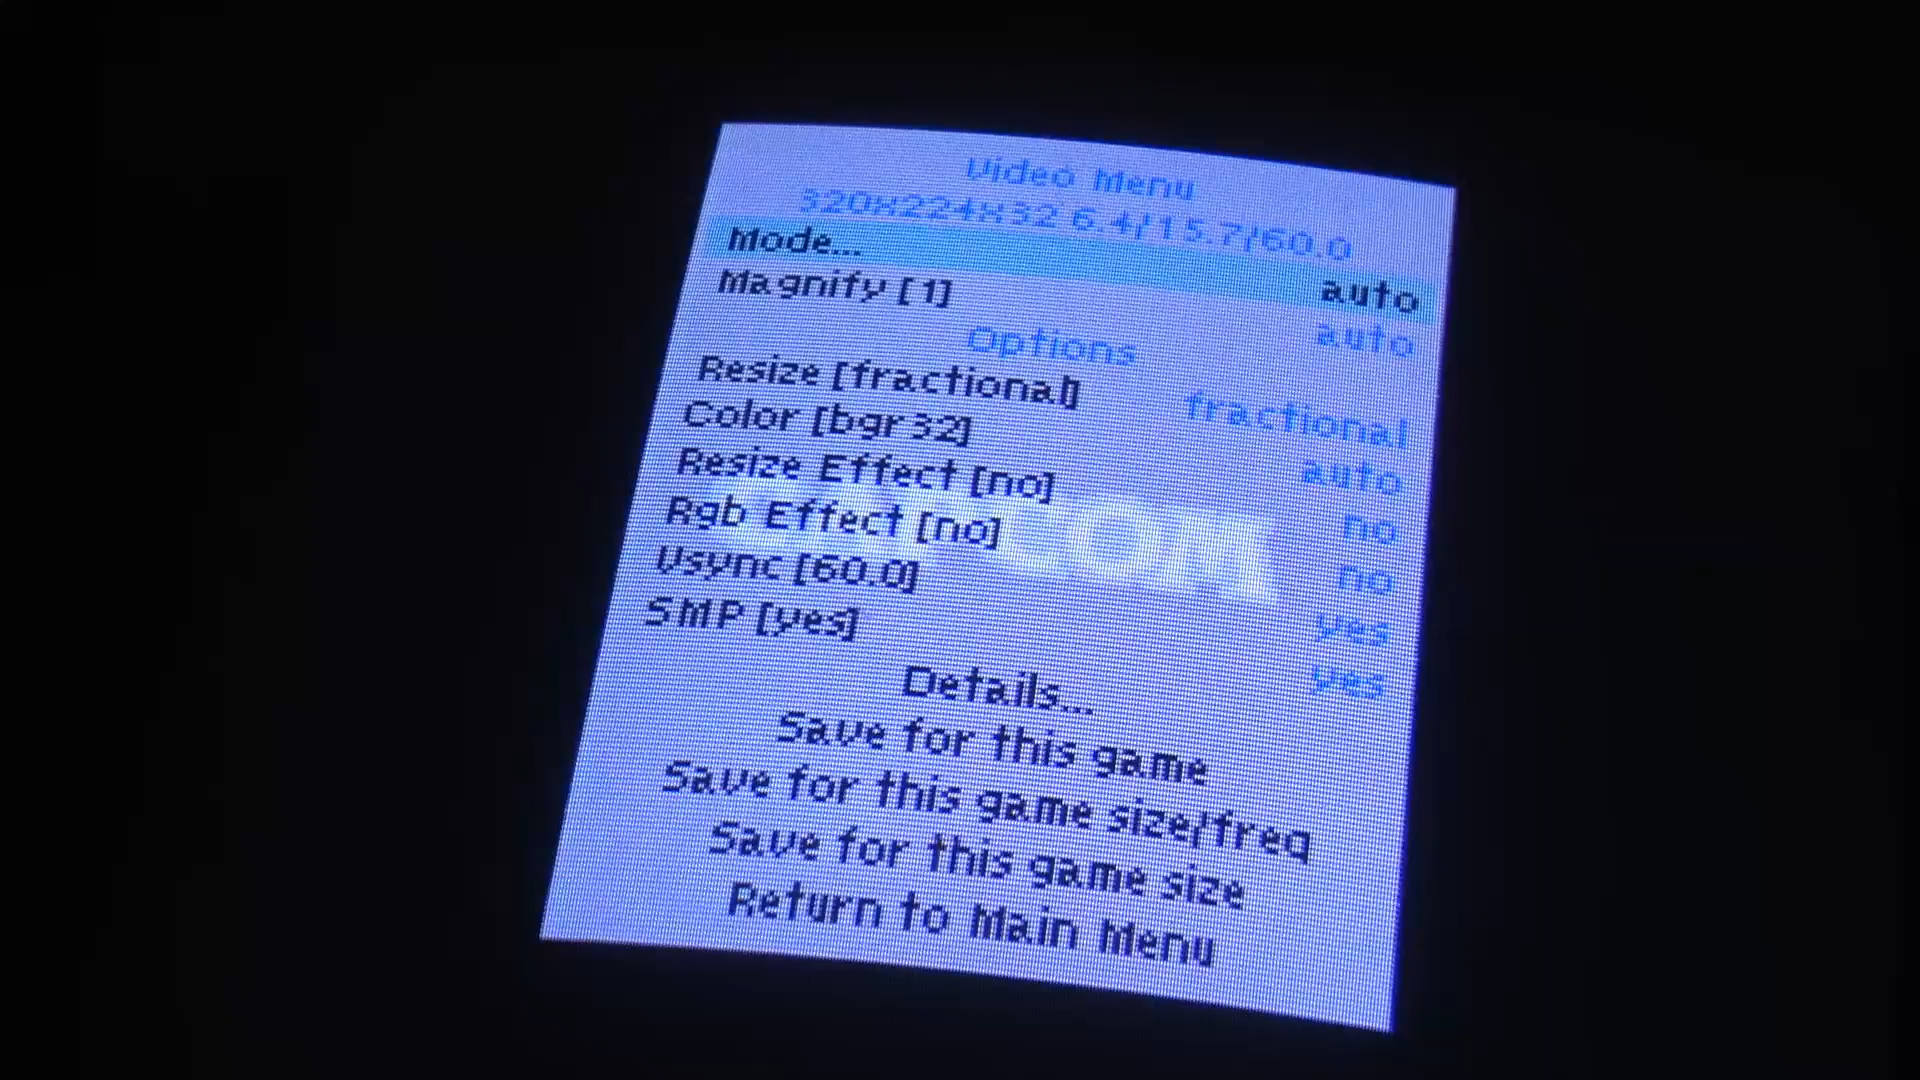 Video Menu
320x224x32 6.4/15.7/60.0
Mode... auto
Magnify [1] auto
Options
Resize [fractional] fractional
Color [bgr32] auto
Resize Effect [no] no
Rgb Effect [no] no
Vsync [60.0] yes
SMP [yes] yes
Details...
Save for this game
Save for this game size/freq
Save for this game size
Return to Main Menu